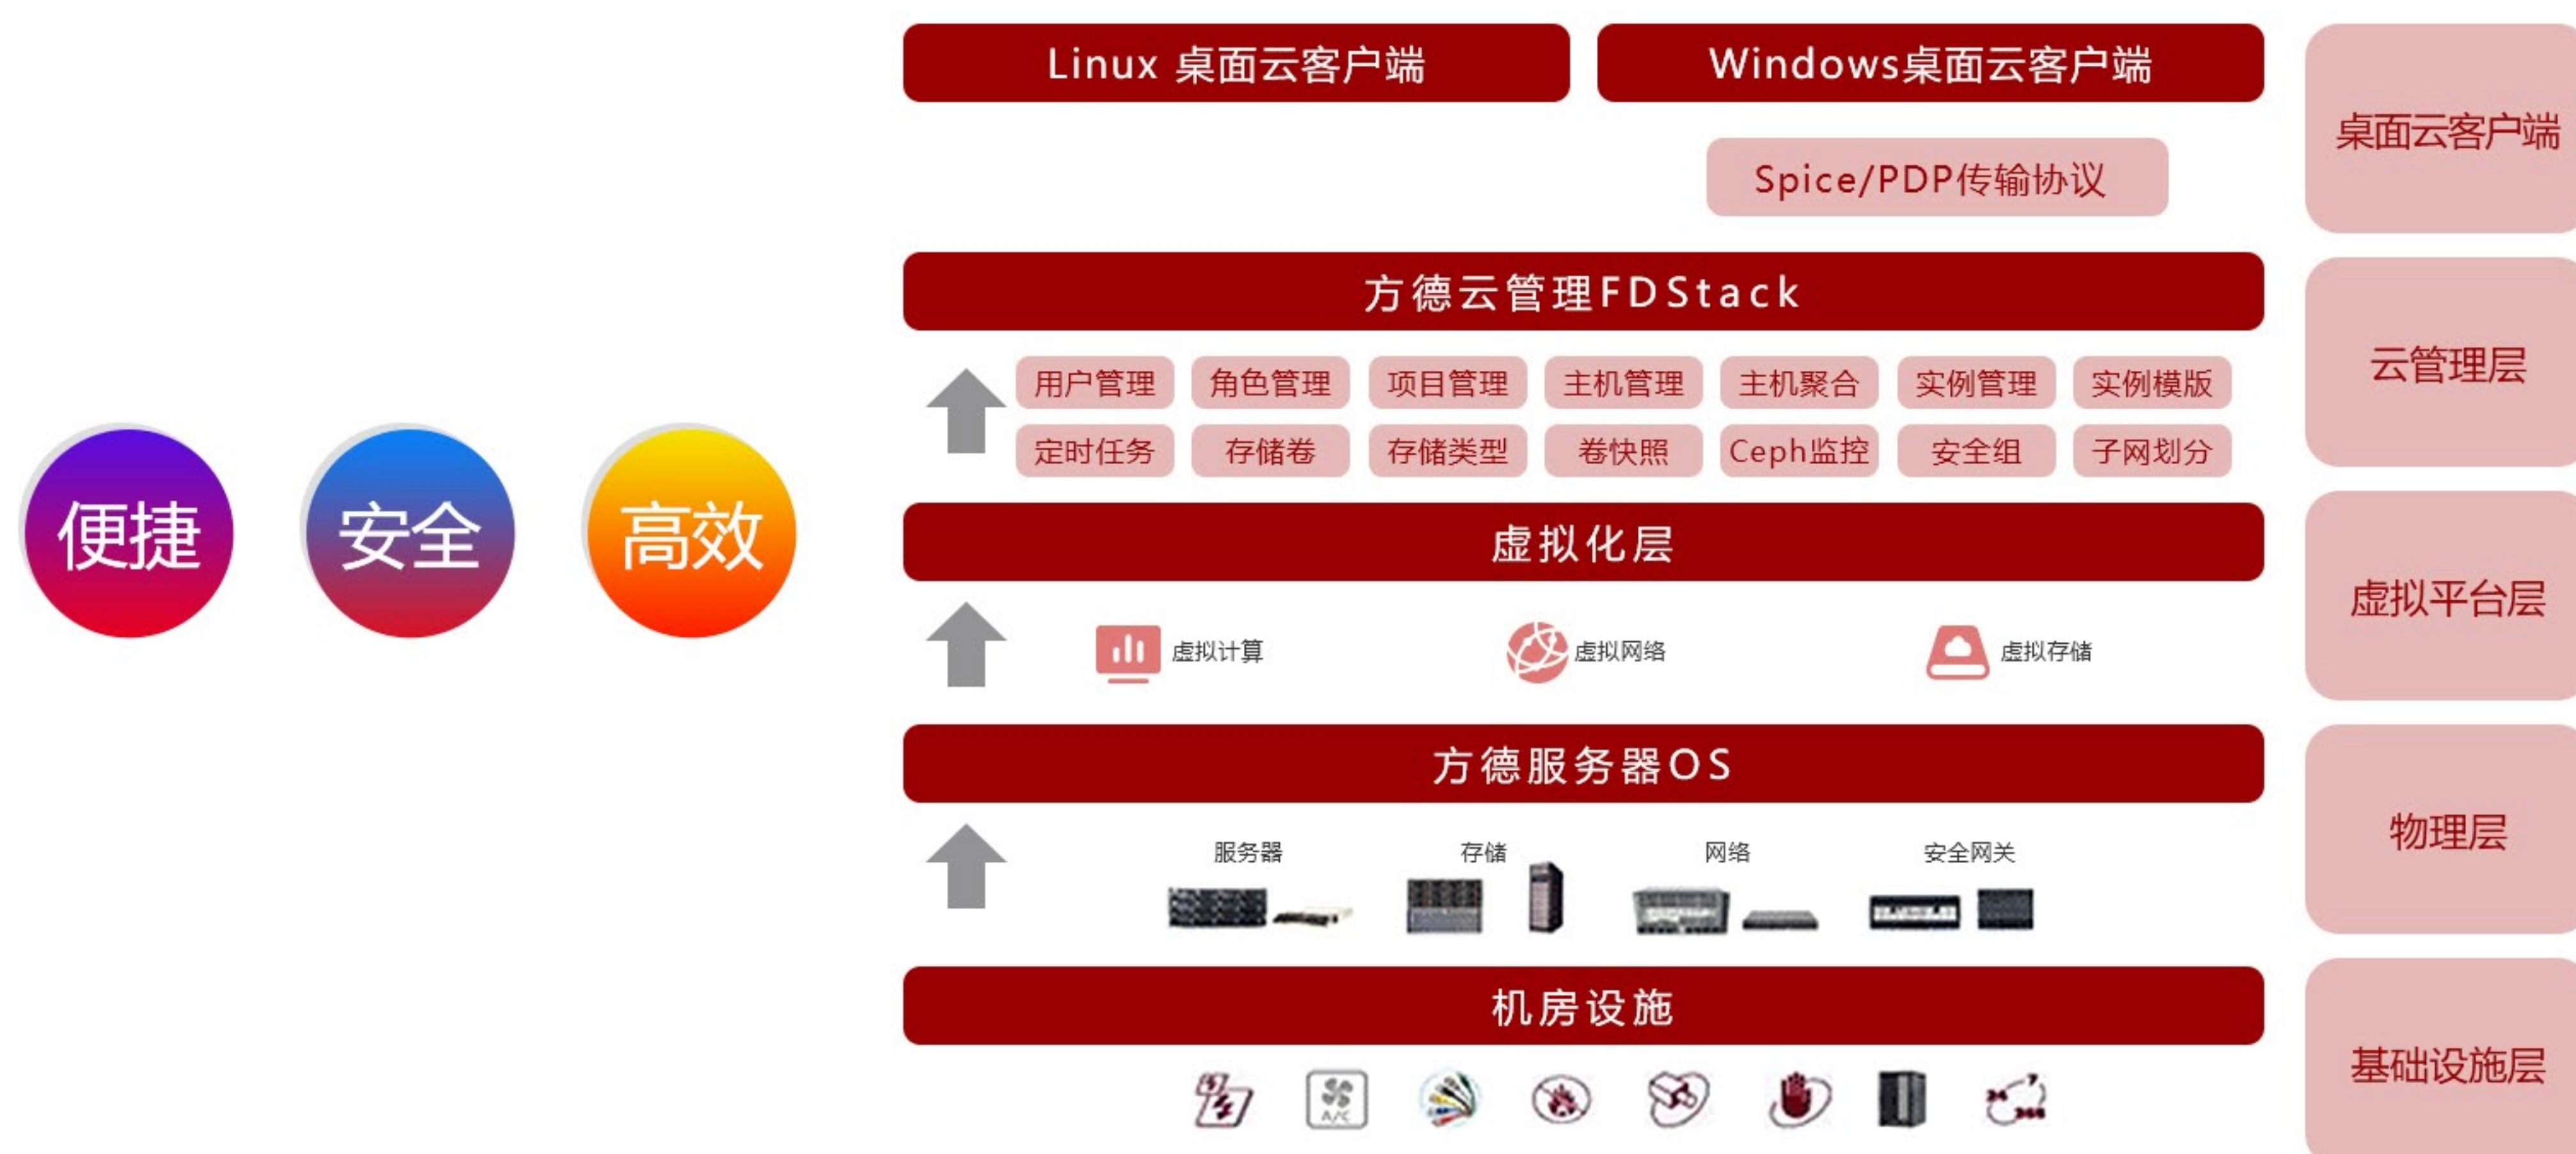 便捷
安全
高效
Linux 桌面云客户端
Windows桌面云客户端
Spice/PDP传输协议
桌面云客户端
方德云管理FDStack
用户管理
角色管理
项目管理
主机管理
主机聚合
实例管理
实例模版
定时任务
存储卷
存储类型
卷快照
Ceph监控
安全组
子网划分
云管理层
虚拟化层
虚拟计算
虚拟网络
虚拟存储
虚拟平台层
方德服务器OS
服务器
存储
网络
安全网关
物理层
机房设施
A/C
24
7
365
基础设施层